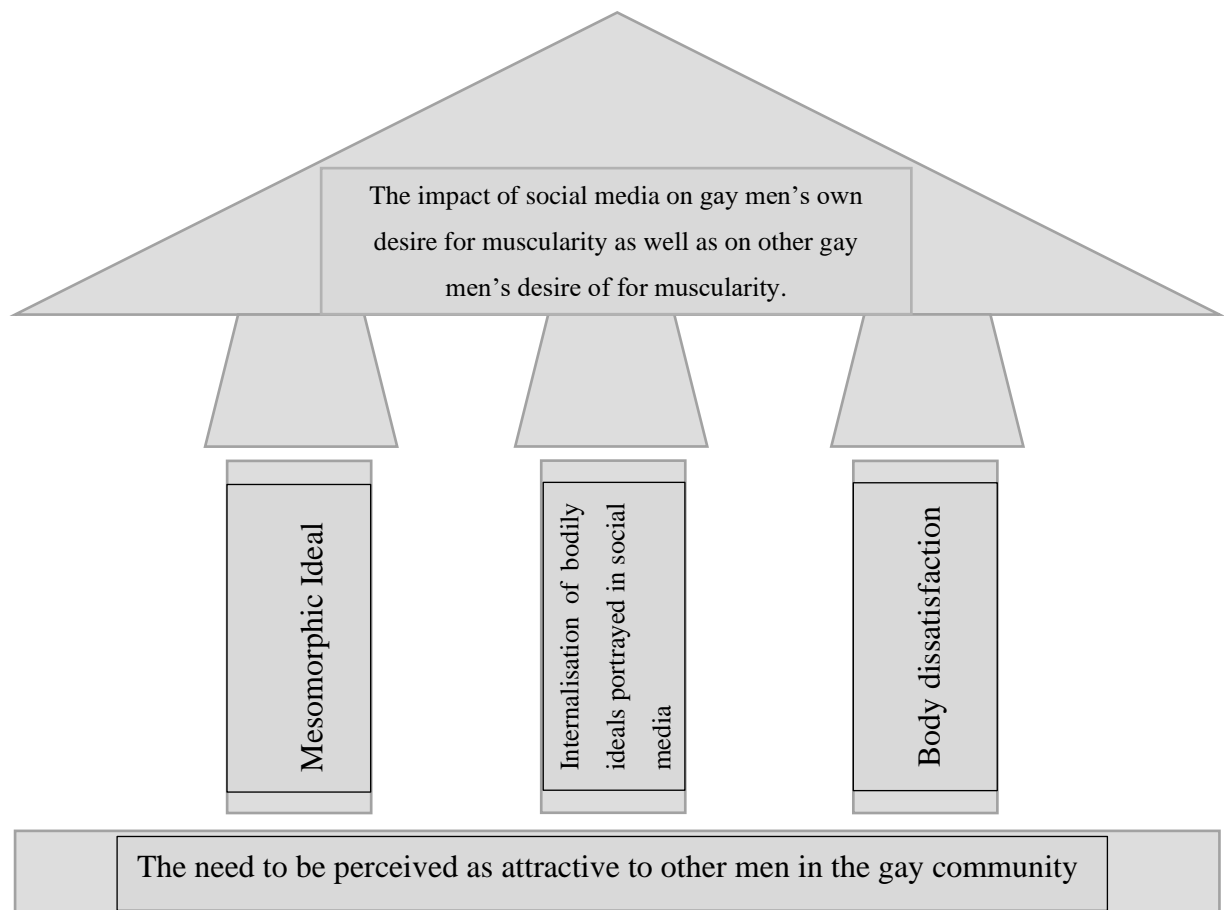 The impact of social media on gay men’s own
desire for muscularity as well as on other gay
men’s desire of for muscularity.
Mesomorphic Ideal
Internalisation of bodily
ideals portrayed in social
media
Body dissatisfaction
The need to be perceived as attractive to other men in the gay community